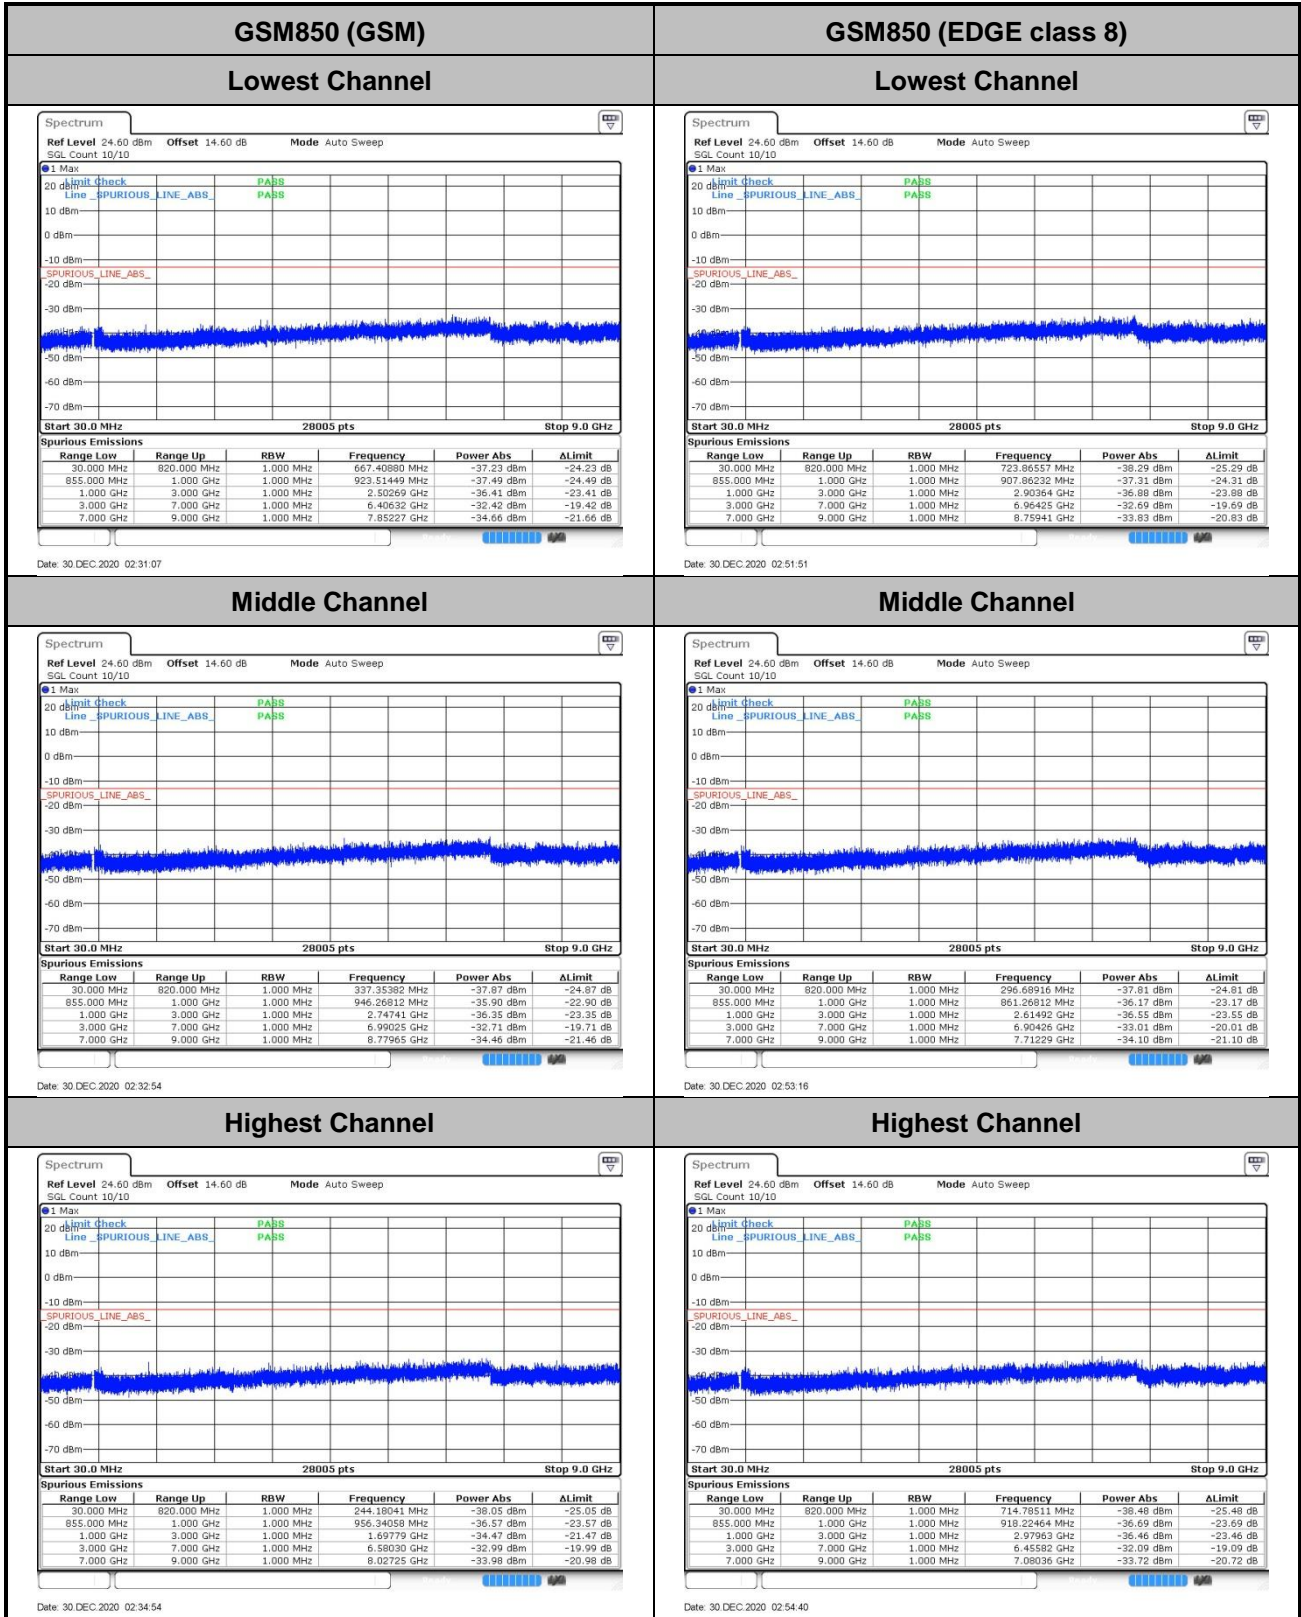 GSM850 (GSM) GSM850 (EDGE class 8)
Lowest Channel Lowest Channel
Spectrum
Ref Level 24.60 dBm Offset 14.60 dB Mode Auto Sweep
SGL Count 10/10
1 Max
20 dBm Limit Check PASS
Line _SPURIOUS_LINE_ABS_ PASS
10 dBm
0 dBm
-10 dBm
_SPURIOUS_LINE_ABS_
-20 dBm
-30 dBm
-50 dBm
-60 dBm
-70 dBm
Start 30.0 MHz 28005 pts Stop 9.0 GHz
Spurious Emissions
Range Low Range Up RBW Frequency Power Abs ΔLimit
30.000 MHz 820.000 MHz 1.000 MHz 667.40880 MHz -37.23 dBm -24.23 dB
855.000 MHz 1.000 GHz 1.000 MHz 923.51449 MHz -37.49 dBm -24.49 dB
1.000 GHz 3.000 GHz 1.000 MHz 2.50269 GHz -36.41 dBm -23.41 dB
3.000 GHz 7.000 GHz 1.000 MHz 6.40632 GHz -32.42 dBm -19.42 dB
7.000 GHz 9.000 GHz 1.000 MHz 7.85227 GHz -34.66 dBm -21.66 dB
Date: 30.DEC.2020 02:31:07
Spectrum
Ref Level 24.60 dBm Offset 14.60 dB Mode Auto Sweep
SGL Count 10/10
1 Max
20 dBm Limit Check PASS
Line _SPURIOUS_LINE_ABS_ PASS
10 dBm
0 dBm
-10 dBm
_SPURIOUS_LINE_ABS_
-20 dBm
-30 dBm
-50 dBm
-60 dBm
-70 dBm
Start 30.0 MHz 28005 pts Stop 9.0 GHz
Spurious Emissions
Range Low Range Up RBW Frequency Power Abs ΔLimit
30.000 MHz 820.000 MHz 1.000 MHz 723.86557 MHz -38.29 dBm -25.29 dB
855.000 MHz 1.000 GHz 1.000 MHz 907.86232 MHz -37.31 dBm -24.31 dB
1.000 GHz 3.000 GHz 1.000 MHz 2.90364 GHz -36.88 dBm -23.88 dB
3.000 GHz 7.000 GHz 1.000 MHz 6.96425 GHz -32.69 dBm -19.69 dB
7.000 GHz 9.000 GHz 1.000 MHz 8.75941 GHz -33.83 dBm -20.83 dB
Date: 30.DEC.2020 02:51:51
Middle Channel Middle Channel
Spectrum
Ref Level 24.60 dBm Offset 14.60 dB Mode Auto Sweep
SGL Count 10/10
1 Max
20 dBm Limit Check PASS
Line _SPURIOUS_LINE_ABS_ PASS
10 dBm
0 dBm
-10 dBm
_SPURIOUS_LINE_ABS_
-20 dBm
-30 dBm
-50 dBm
-60 dBm
-70 dBm
Start 30.0 MHz 28005 pts Stop 9.0 GHz
Spurious Emissions
Range Low Range Up RBW Frequency Power Abs ΔLimit
30.000 MHz 820.000 MHz 1.000 MHz 337.35382 MHz -37.87 dBm -24.87 dB
855.000 MHz 1.000 GHz 1.000 MHz 946.26812 MHz -35.90 dBm -22.90 dB
1.000 GHz 3.000 GHz 1.000 MHz 2.74741 GHz -36.35 dBm -23.35 dB
3.000 GHz 7.000 GHz 1.000 MHz 6.99025 GHz -32.71 dBm -19.71 dB
7.000 GHz 9.000 GHz 1.000 MHz 8.77965 GHz -34.46 dBm -21.46 dB
Date: 30.DEC.2020 02:32:54
Spectrum
Ref Level 24.60 dBm Offset 14.60 dB Mode Auto Sweep
SGL Count 10/10
1 Max
20 dBm Limit Check PASS
Line _SPURIOUS_LINE_ABS_ PASS
10 dBm
0 dBm
-10 dBm
_SPURIOUS_LINE_ABS_
-20 dBm
-30 dBm
-50 dBm
-60 dBm
-70 dBm
Start 30.0 MHz 28005 pts Stop 9.0 GHz
Spurious Emissions
Range Low Range Up RBW Frequency Power Abs ΔLimit
30.000 MHz 820.000 MHz 1.000 MHz 296.68916 MHz -37.81 dBm -24.81 dB
855.000 MHz 1.000 GHz 1.000 MHz 861.26812 MHz -36.17 dBm -23.17 dB
1.000 GHz 3.000 GHz 1.000 MHz 2.61492 GHz -36.55 dBm -23.55 dB
3.000 GHz 7.000 GHz 1.000 MHz 6.90426 GHz -33.01 dBm -20.01 dB
7.000 GHz 9.000 GHz 1.000 MHz 7.71229 GHz -34.10 dBm -21.10 dB
Date: 30.DEC.2020 02:53:16
Highest Channel Highest Channel
Spectrum
Ref Level 24.60 dBm Offset 14.60 dB Mode Auto Sweep
SGL Count 10/10
1 Max
20 dBm Limit Check PASS
Line _SPURIOUS_LINE_ABS_ PASS
10 dBm
0 dBm
-10 dBm
_SPURIOUS_LINE_ABS_
-20 dBm
-30 dBm
-50 dBm
-60 dBm
-70 dBm
Start 30.0 MHz 28005 pts Stop 9.0 GHz
Spurious Emissions
Range Low Range Up RBW Frequency Power Abs ΔLimit
30.000 MHz 820.000 MHz 1.000 MHz 244.18041 MHz -38.05 dBm -25.05 dB
855.000 MHz 1.000 GHz 1.000 MHz 956.34058 MHz -36.57 dBm -23.57 dB
1.000 GHz 3.000 GHz 1.000 MHz 1.69779 GHz -34.47 dBm -21.47 dB
3.000 GHz 7.000 GHz 1.000 MHz 6.58030 GHz -32.99 dBm -19.99 dB
7.000 GHz 9.000 GHz 1.000 MHz 8.02725 GHz -33.98 dBm -20.98 dB
Date: 30.DEC.2020 02:34:54
Spectrum
Ref Level 24.60 dBm Offset 14.60 dB Mode Auto Sweep
SGL Count 10/10
1 Max
20 dBm Limit Check PASS
Line _SPURIOUS_LINE_ABS_ PASS
10 dBm
0 dBm
-10 dBm
_SPURIOUS_LINE_ABS_
-20 dBm
-30 dBm
-50 dBm
-60 dBm
-70 dBm
Start 30.0 MHz 28005 pts Stop 9.0 GHz
Spurious Emissions
Range Low Range Up RBW Frequency Power Abs ΔLimit
30.000 MHz 820.000 MHz 1.000 MHz 714.78511 MHz -38.48 dBm -25.48 dB
855.000 MHz 1.000 GHz 1.000 MHz 918.22464 MHz -36.69 dBm -23.69 dB
1.000 GHz 3.000 GHz 1.000 MHz 2.97963 GHz -36.46 dBm -23.46 dB
3.000 GHz 7.000 GHz 1.000 MHz 6.45582 GHz -32.09 dBm -19.09 dB
7.000 GHz 9.000 GHz 1.000 MHz 7.08036 GHz -33.72 dBm -20.72 dB
Date: 30.DEC.2020 02:54:40